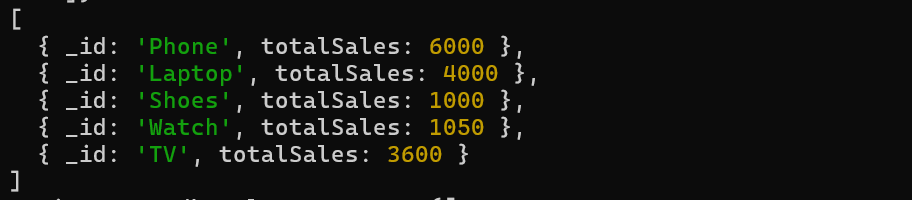 [
  { _id: 'Phone', totalSales: 6000 },
  { _id: 'Laptop', totalSales: 4000 },
  { _id: 'Shoes', totalSales: 1000 },
  { _id: 'Watch', totalSales: 1050 },
  { _id: 'TV', totalSales: 3600 }
]